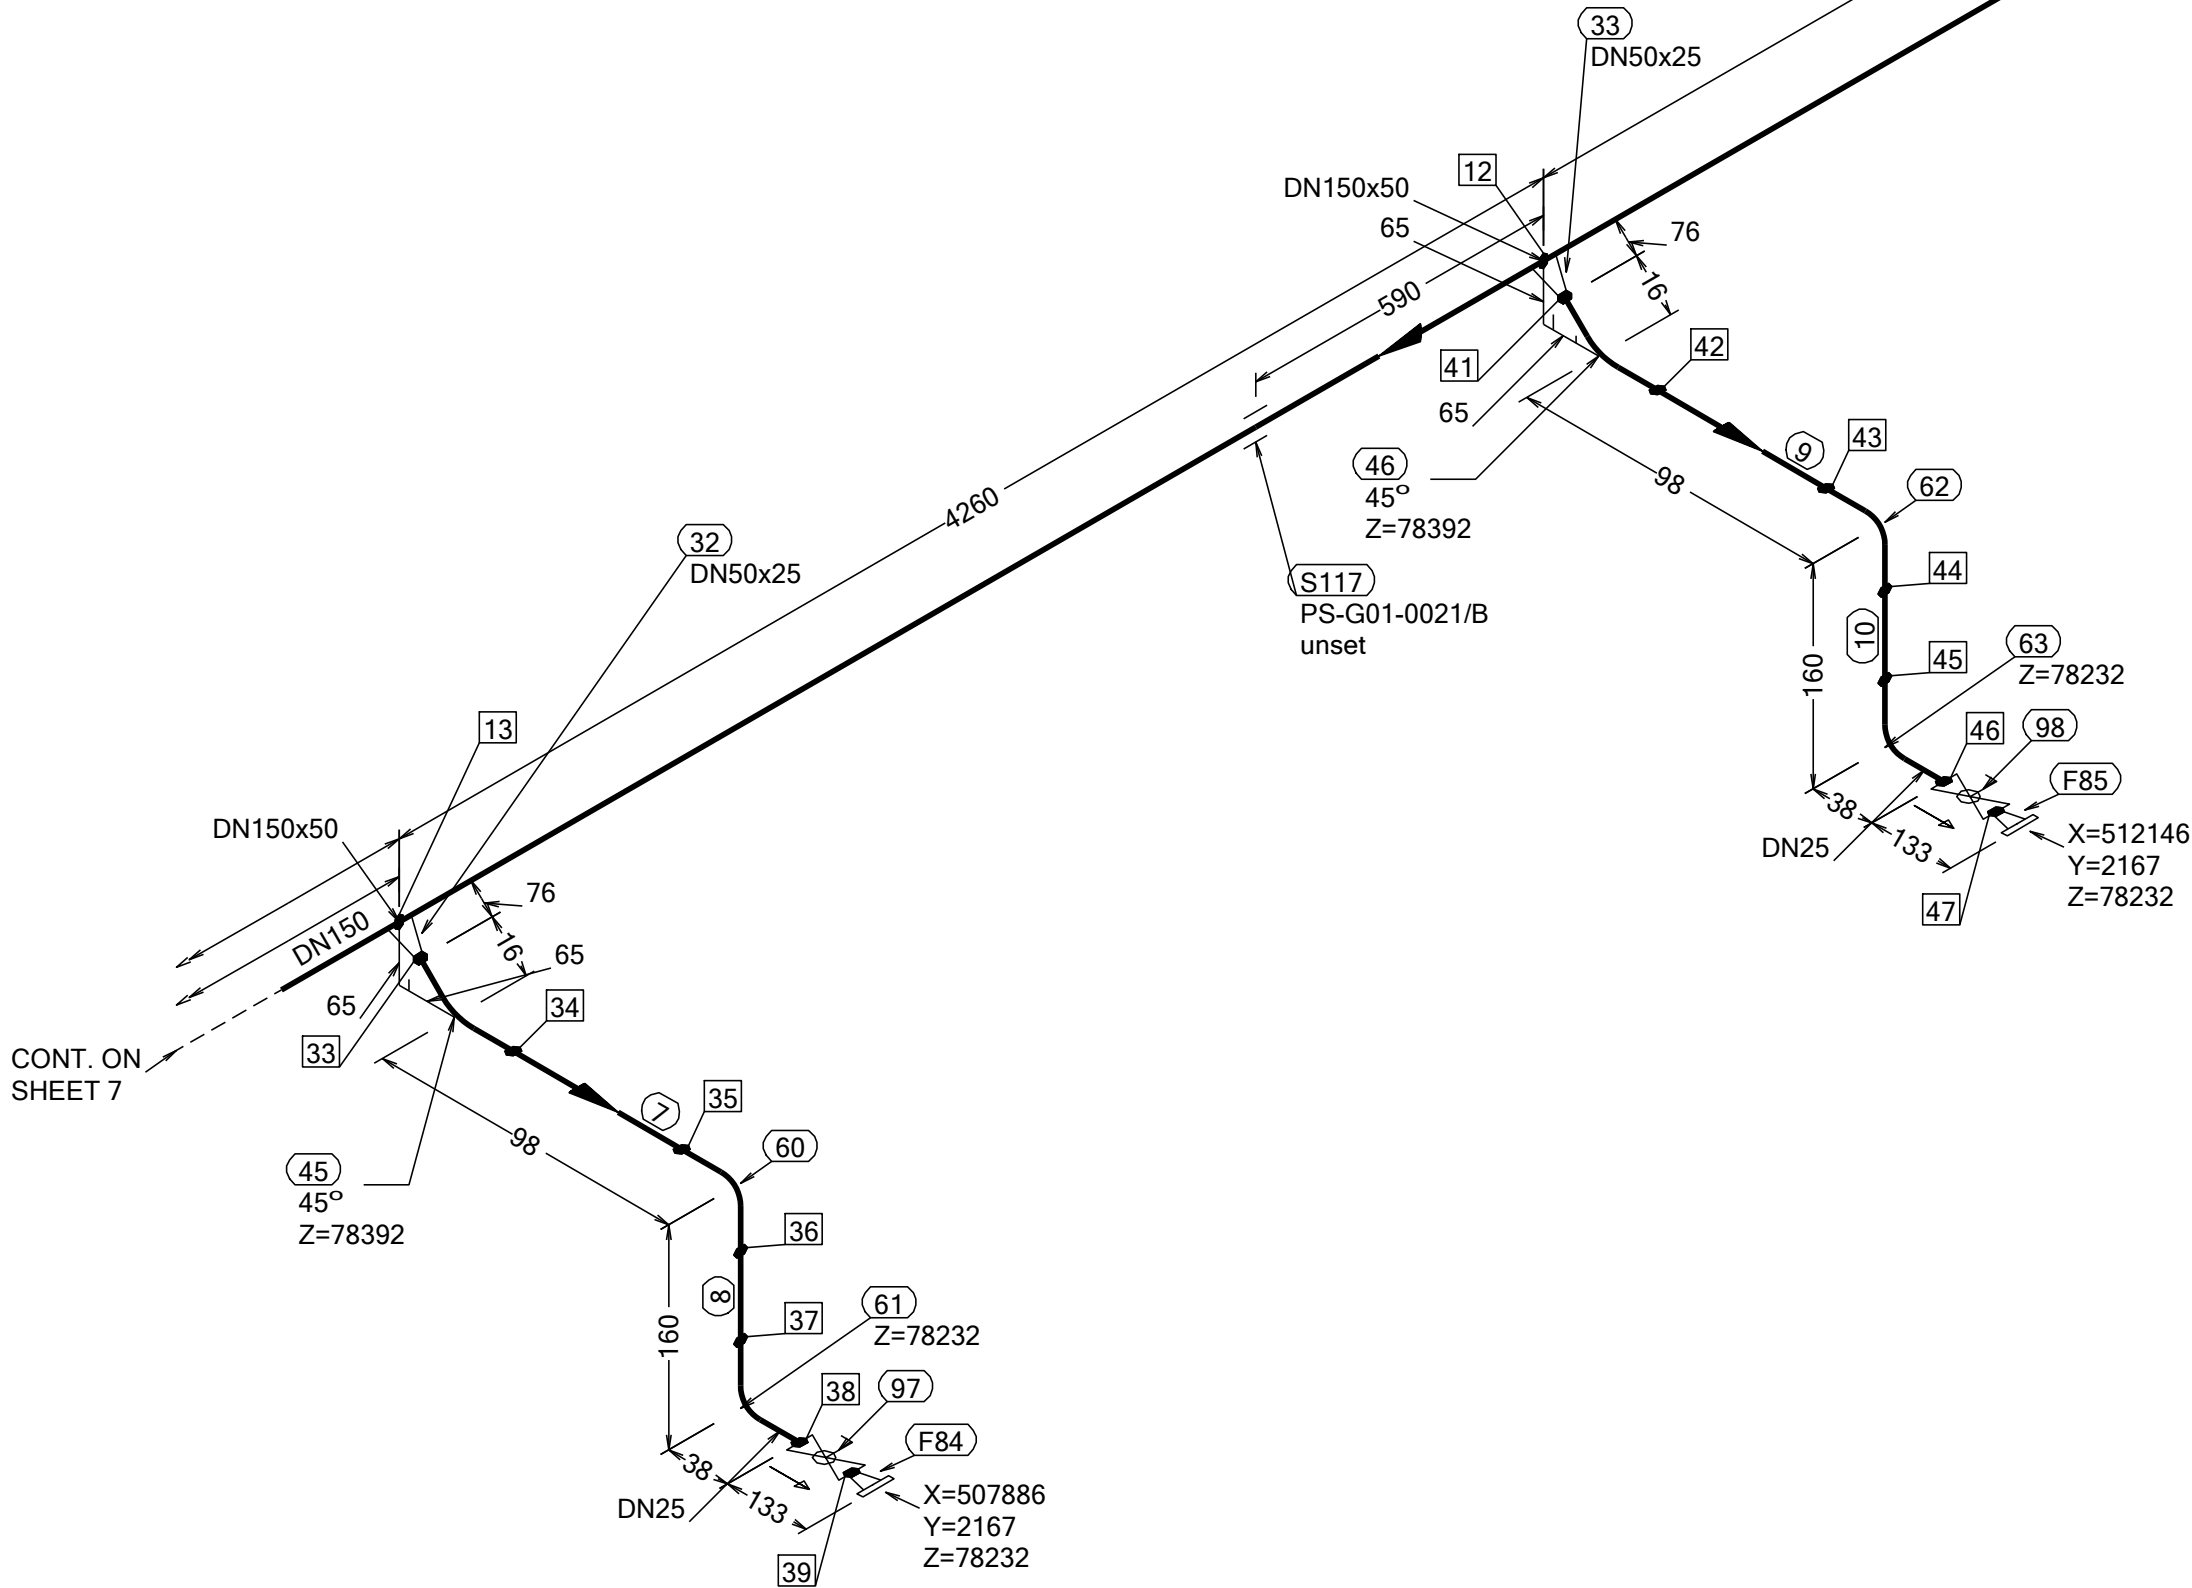 33
DN50x25
12
DN150x50
65
76
16
590
42
41
65
43
9
46
45°
Z=78392
98
62
4260
32
DN50x25
44
S117
PS-G01-0021/B
unset
10
63
Z=78232
45
160
13
46
98
F85
38
133
DN25
X=512146
Y=2167
Z=78232
47
DN150x50
76
DN150
16
65
65
34
33
CONT. ON
SHEET 7
35
7
98
60
45
45°
Z=78392
36
8
61
Z=78232
37
160
38
97
F84
38
133
DN25
X=507886
Y=2167
Z=78232
39